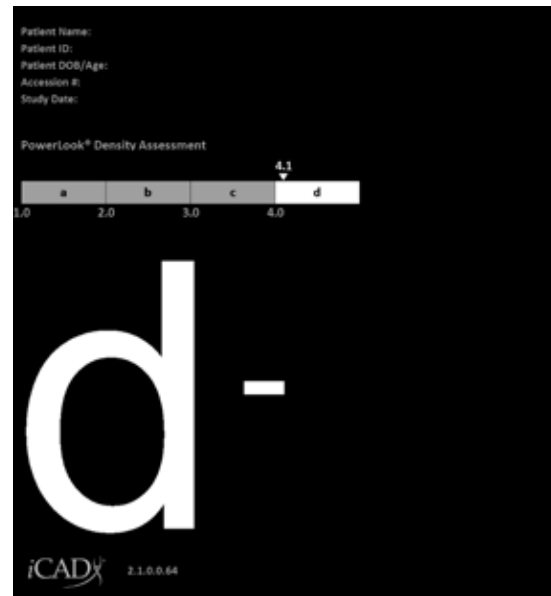 Patient Name:
Patient ID:
Patient DOB/Age:
Accession #:
Study Date:
PowerLook® Density Assessment
4.1
a b c d
1.0 2.0 3.0 4.0
d -
iCAD 2.1.0.0.64